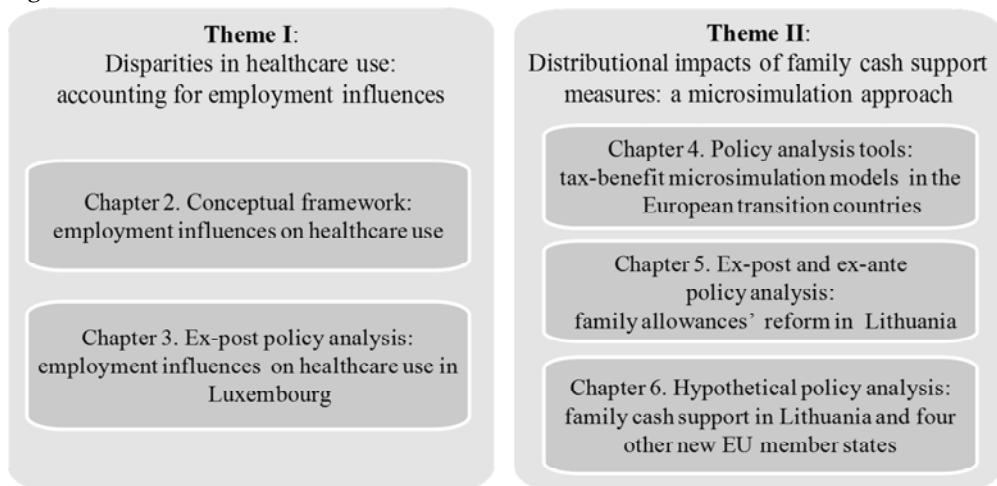 Theme I:
Disparities in healthcare use:
accounting for employment influences
Chapter 2. Conceptual framework:
employment influences on healthcare use
Chapter 3. Ex-post policy analysis:
employment influences on healthcare use in
Luxembourg
Theme II:
Distributional impacts of family cash support
measures: a microsimulation approach
Chapter 4. Policy analysis tools:
tax-benefit microsimulation models in the
European transition countries
Chapter 5. Ex-post and ex-ante
policy analysis:
family allowances’ reform in Lithuania
Chapter 6. Hypothetical policy analysis:
family cash support in Lithuania and four
other new EU member states